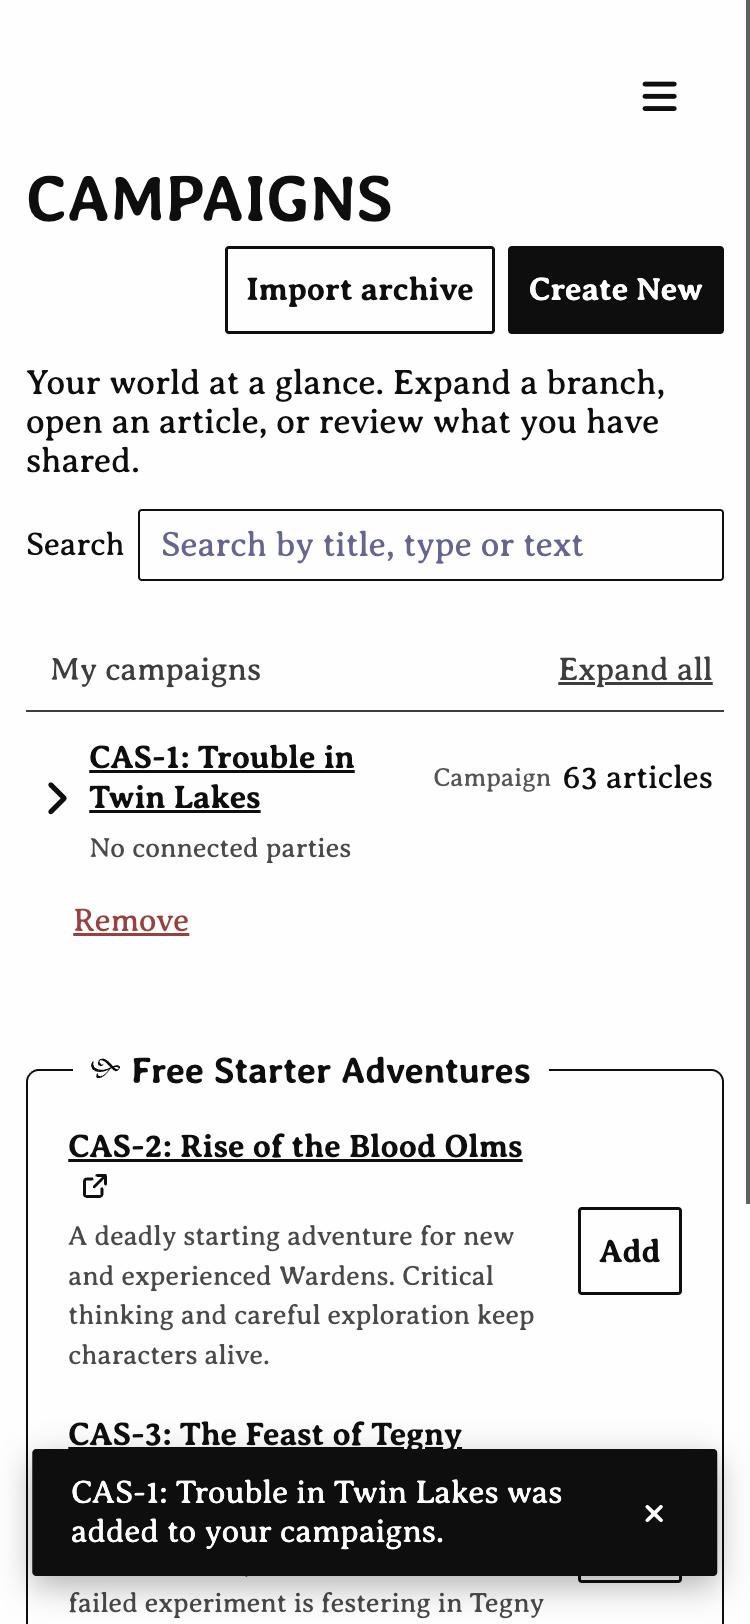 CAMPAIGNS
Import archive
Create New
Your world at a glance. Expand a branch,
open an article, or review what you have
shared.
Search
Search by title, type or text
My campaigns
Expand all
CAS-1: Trouble in
Twin Lakes
Campaign
63 articles
No connected parties
Remove
Free Starter Adventures
CAS-2: Rise of the Blood Olms
A deadly starting adventure for new
and experienced Wardens. Critical
thinking and careful exploration keep
characters alive.
Add
CAS-3: The Feast of Tegny
CAS-1: Trouble in Twin Lakes was
added to your campaigns.
failed experiment is festering in Tegny